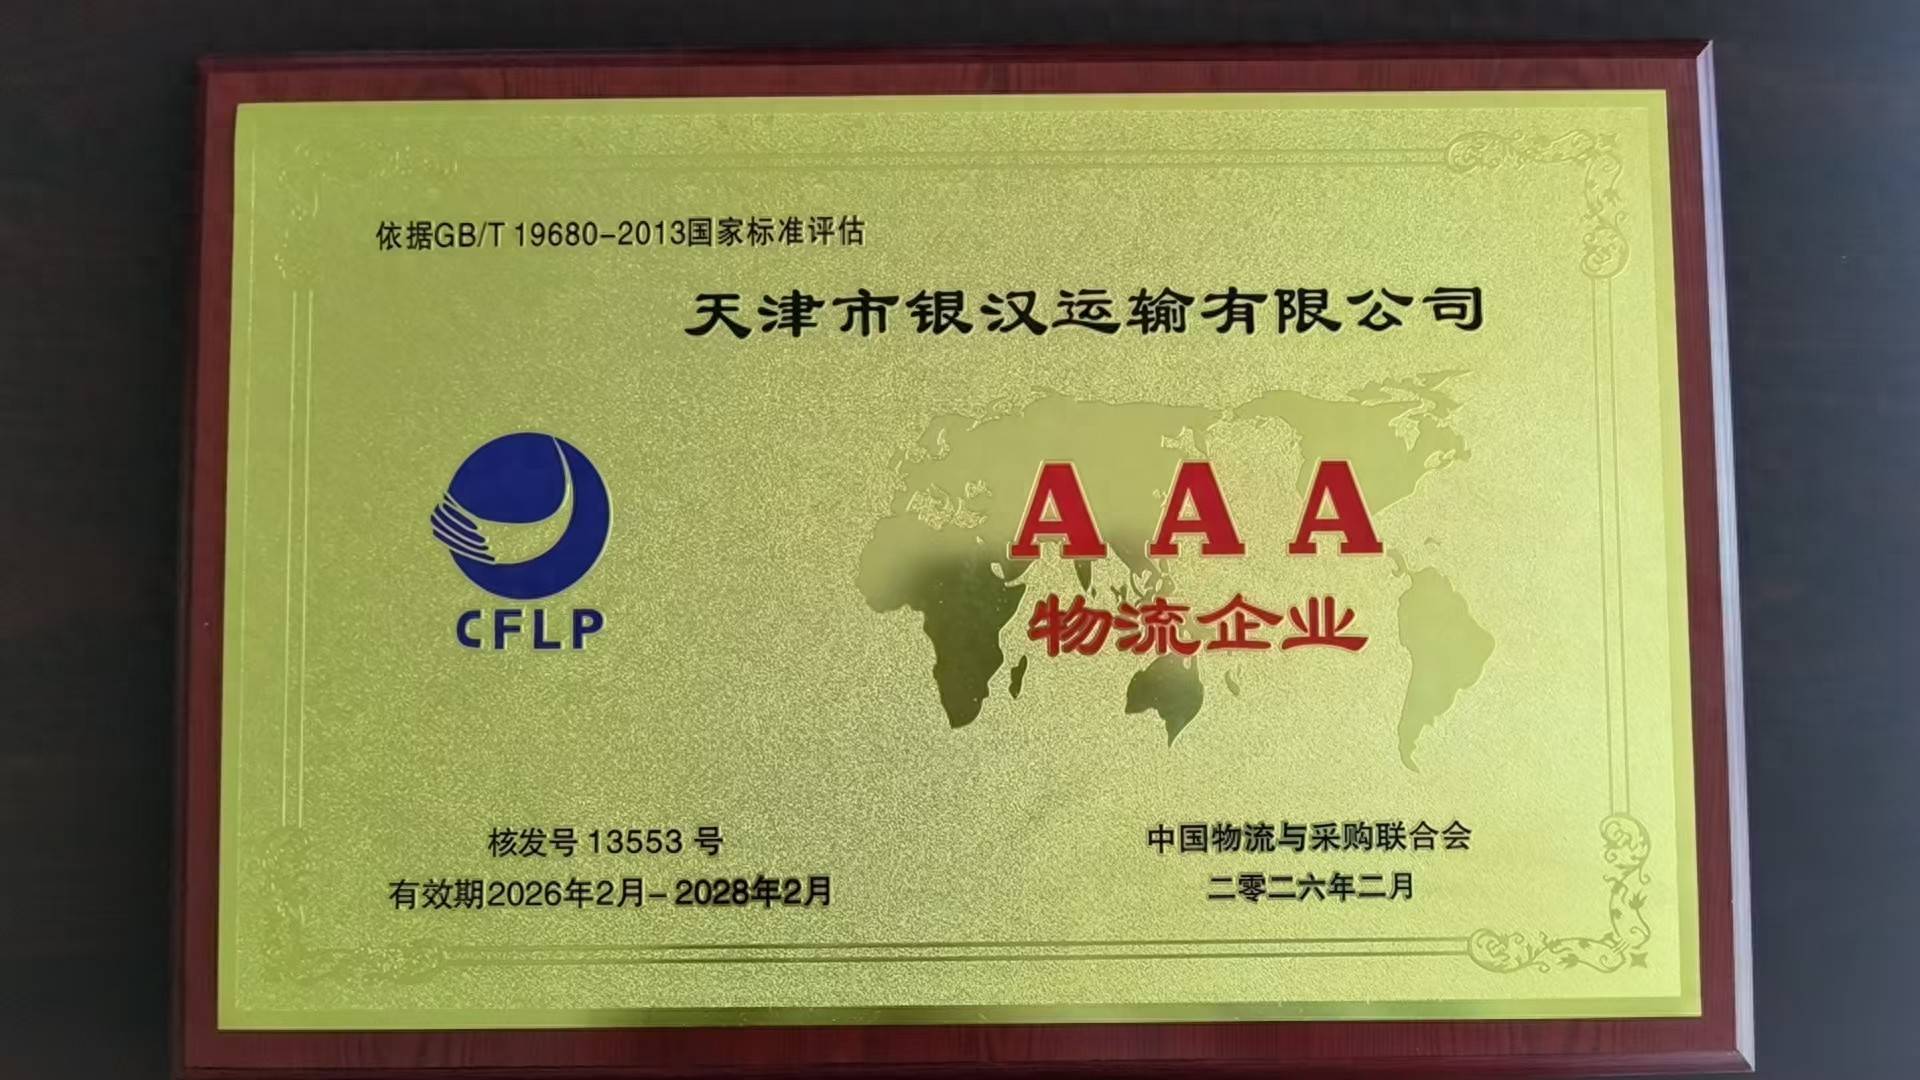 依据GB/T 19680-2013国家标准评估
天津市银汉运输有限公司
CFLP
AAA
物流企业
核发号 13553 号
有效期2026年2月-2028年2月
中国物流与采购联合会
二零二六年二月